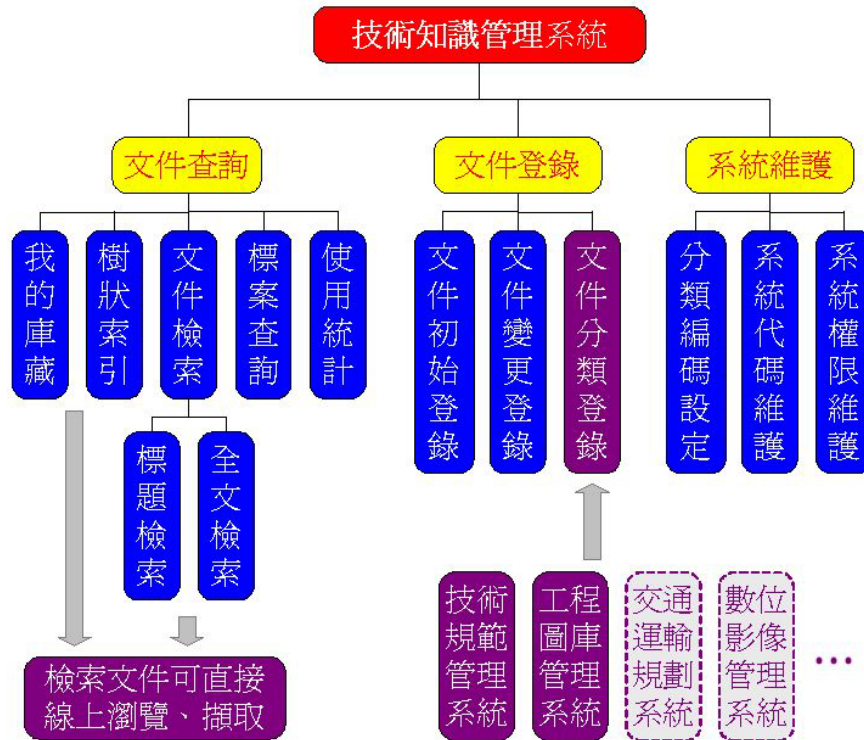 技術知識管理系統
文件查詢
文件登錄
系統維護
我的庫藏
樹狀索引
文件檢索
標案查詢
使用統計
文件初始登錄
文件變更登錄
文件分類登錄
分類編碼設定
系統代碼維護
系統權限維護
標題檢索
全文檢索
技術
規範
管理
系統
工程
圖庫
管理
系統
交通
運輸
規劃
系統
數位
影像
管理
系統
...
檢索文件可直接
線上瀏覽、擷取